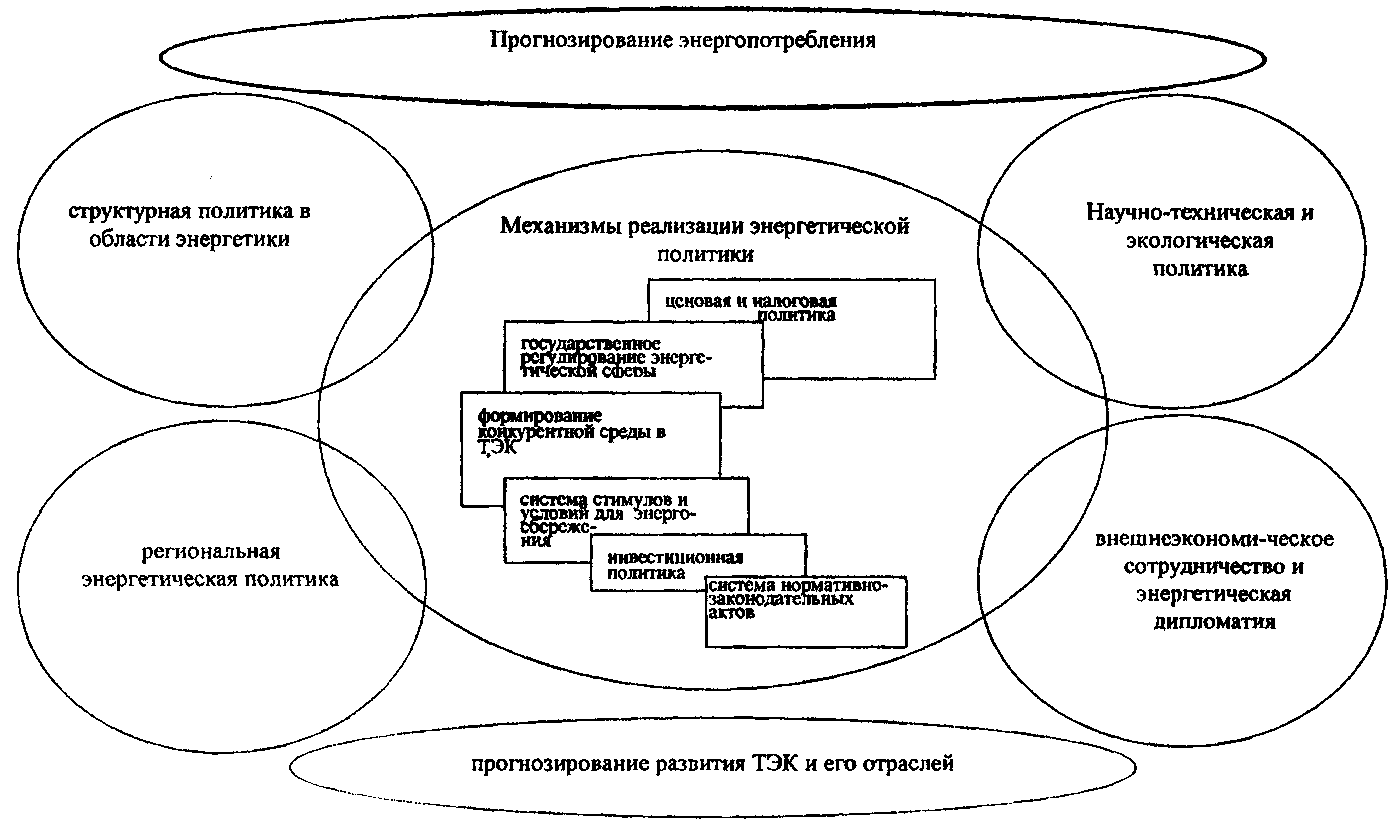 Прогнозирование энергопотребления
структурная политика в
области энергетики
Научно-техническая и
экологическая
политика
Механизмы реализации энергетической
политики
ценовая и налоговая
политика
государственное
регулирование энерге-
тической сферы
формирование
конкурентной среды в
ТЭК
система стимулов и
условий для энерго-
сбереже-
ния
инвестиционная
политика
система нормативно-
законодательных
актов
региональная
энергетическая политика
внешнеэкономи-ческое
сотрудничество и
энергетическая
дипломатия
прогнозирование развития ТЭК и его отраслей